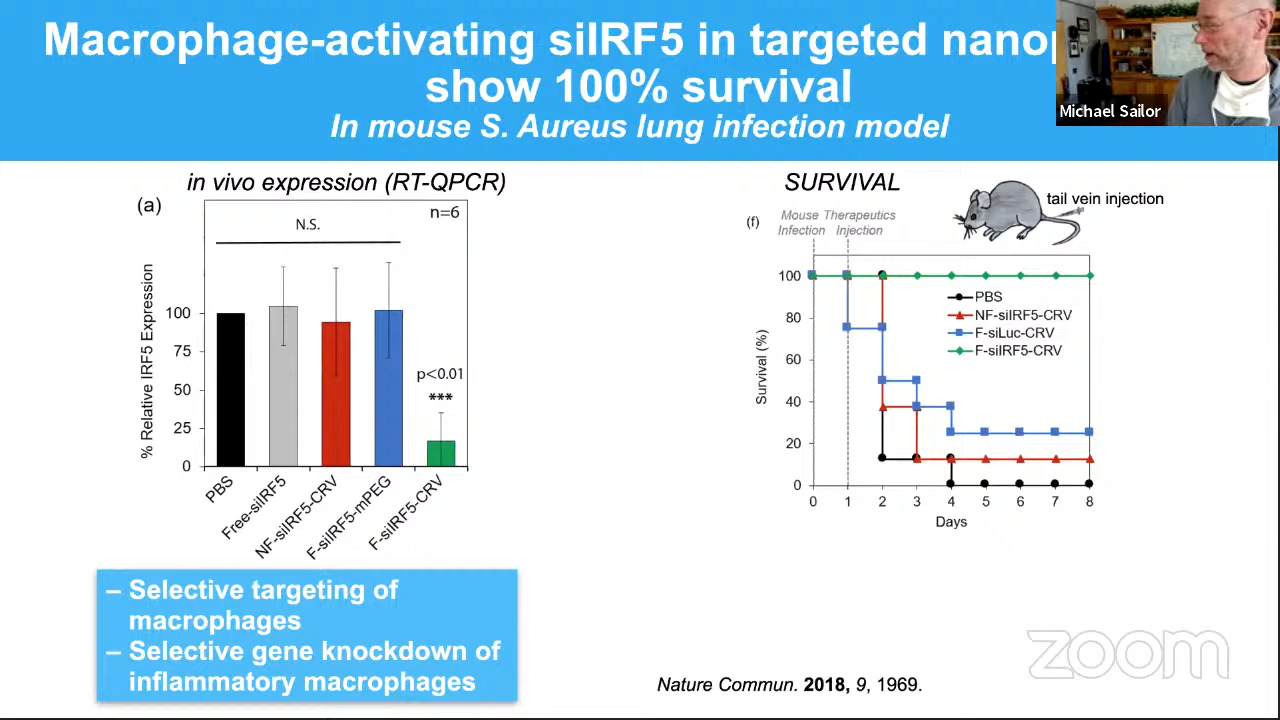 Macrophage-activating siIRF5 in targeted
show 100% survival
In mouse S. Aureus lung infection model
Michael Sailor
in vivo expression (RT-QPCR)
(a)
n=6
N.S.
p<0.01
***
% Relative IRF5 Expression
100
75
50
25
0
PBS
Free-siIRF5
NF-siIRF5-CRV
F-siIRF5-mPEG
F-siIRF5-CRV
– Selective targeting of
macrophages
– Selective gene knockdown of
inflammatory macrophages
SURVIVAL
tail vein injection
(f)
Mouse Therapeutics
Infection Injection
PBS
NF-siIRF5-CRV
F-siLuc-CRV
F-siIRF5-CRV
Survival (%)
100
80
60
40
20
0
0 1 2 3 4 5 6 7 8
Days
Nature Commun. 2018, 9, 1969.
zoom